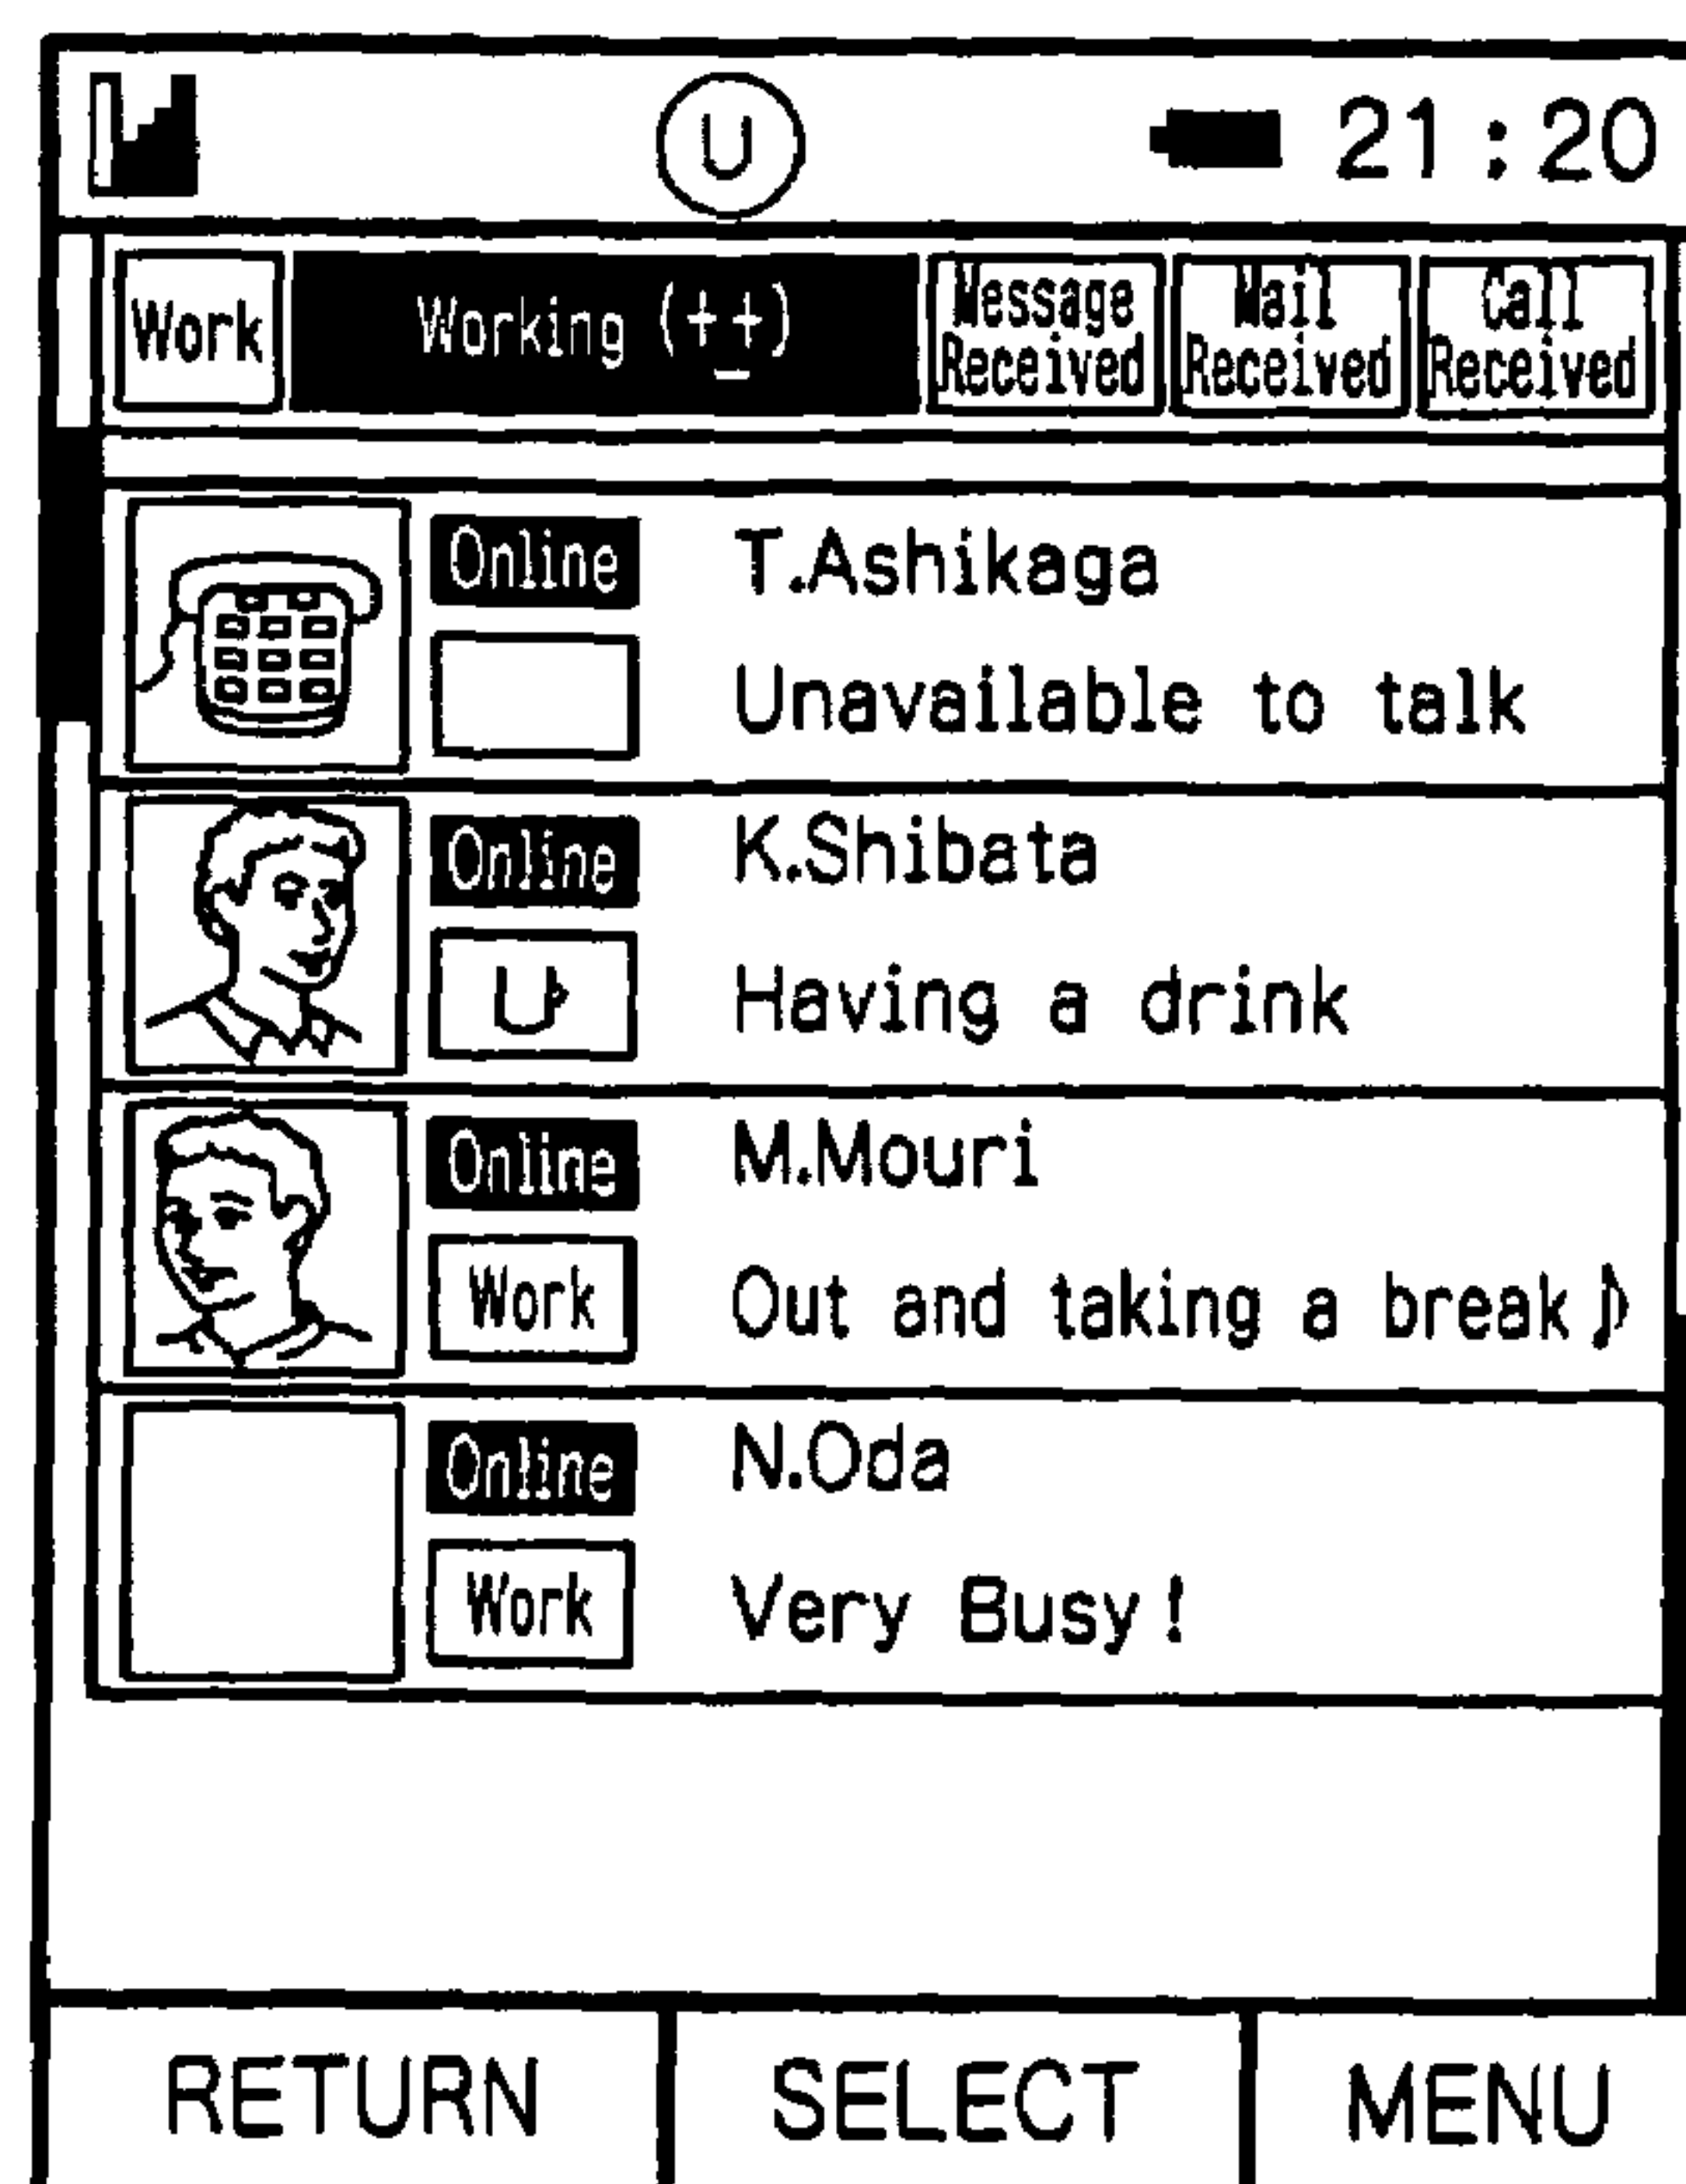 U 21:20
Work Working (+_+) Message Received Mail Received Call Received
Online T.Ashikaga
Unavailable to talk
Online K.Shibata
Having a drink
Online M.Mouri
Work Out and taking a break♪
Online N.Oda
Work Very Busy!
RETURN SELECT MENU